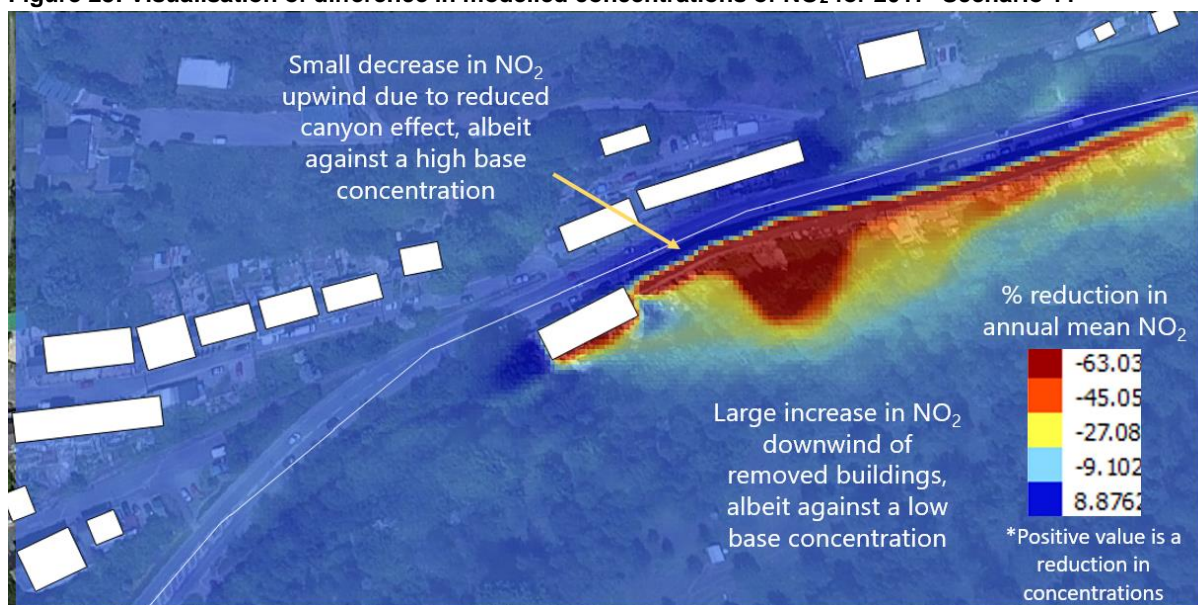 Small decrease in NO₂
upwind due to reduced
canyon effect, albeit
against a high base
concentration
Large increase in NO₂
downwind of
removed buildings,
albeit against a low
base concentration
% reduction in
annual mean NO₂
-63.03
-45.05
-27.08
-9.102
8.8762
*Positive value is a
reduction in
concentrations